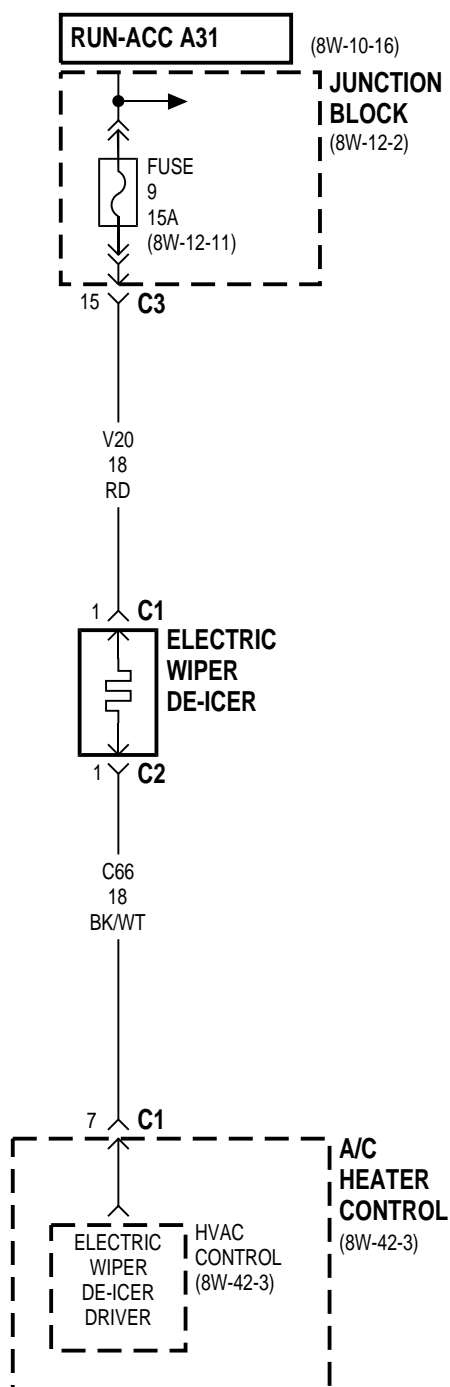 RUN-ACC A31
(8W-10-16)
JUNCTION
BLOCK
(8W-12-2)
FUSE
9
15A
(8W-12-11)
15 C3
V20
18
RD
1 C1
ELECTRIC
WIPER
DE-ICER
1 C2
C66
18
BK/WT
7 C1
A/C
HEATER
CONTROL
(8W-42-3)
ELECTRIC
WIPER
DE-ICER
DRIVER
HVAC
CONTROL
(8W-42-3)